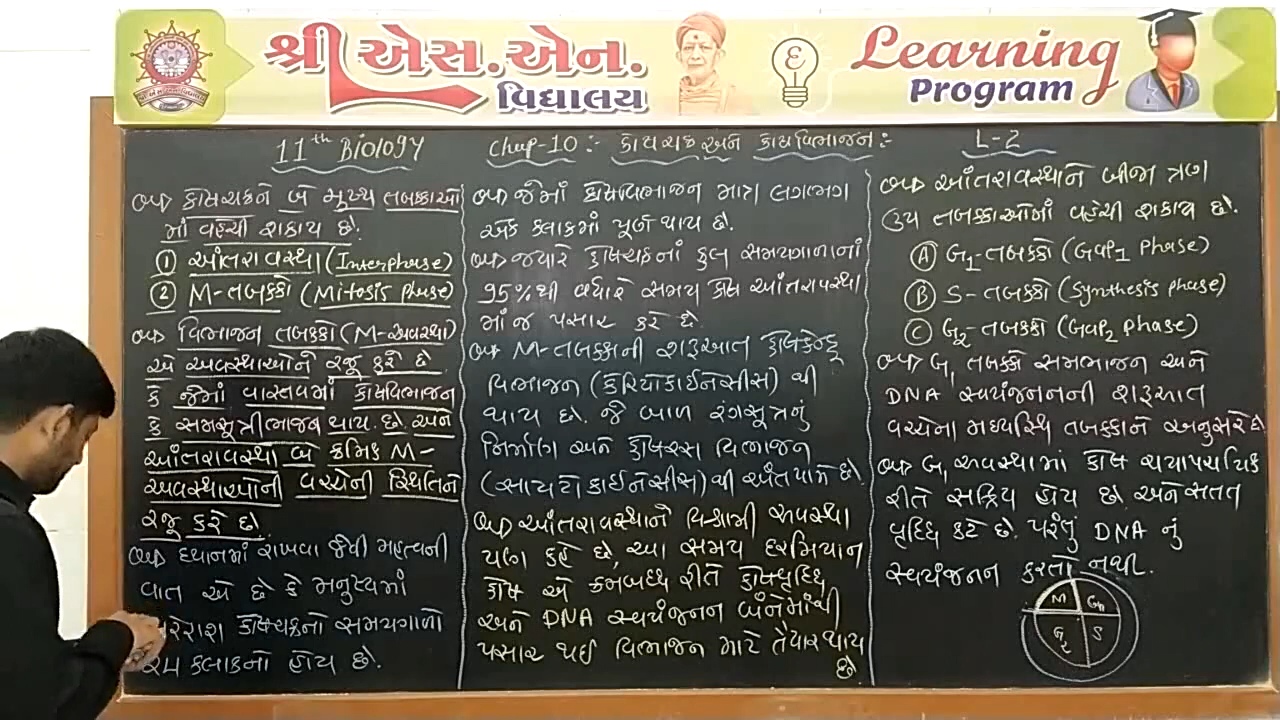 શ્રી એસ. એન.
વિદ્યાલય
Learning
Program
11th Biology
Chap-10 :- કોષચક્ર અને કોષવિભાજન :-
L-2
કોષચક્રને બે મુખ્ય તબક્કાઓ
માં વહેંચી શકાય છે.
① આંતરાવસ્થા (Interphase)
② M-તબક્કો (Mitosis phase)
વિભાજન તબક્કો (M-અવસ્થા)
એ અવસ્થાઓને રજૂ કરે છે
કે જેમાં વાસ્તવમાં કોષવિભાજન
કે સમસૂત્રીભાજન થાય છે. અને
આંતરાવસ્થા બે ક્રમિક M-
અવસ્થાઓની વચ્ચેની સ્થિતિને
રજૂ કરે છે.
ધ્યાનમાં રાખવા જેવી મહત્વની
વાત એ છે કે મનુષ્યમાં
કોષચક્રનો સમયગાળો
24 કલાકનો હોય છે.
જેમાં કોષવિભાજન માત્ર લગભગ
એક કલાકમાં પૂર્ણ થાય છે.
જ્યારે કોષચક્રનાં કુલ સમયગાળાનાં
95% થી વધારે સમય કોષ આંતરાવસ્થા
માં જ પસાર કરે છે.
M-તબક્કાની શરૂઆત કોષકેન્દ્ર
વિભાજન (કેરિયોકાઈનેસીસ) થી
થાય છે. જે બાળ રંગસૂત્રનું
નિર્માણ અને કોષરસ વિભાજન
(સાયટોકાઈનેસીસ) થી અંત પામે છે.
આંતરાવસ્થાને વિશ્રામી અવસ્થા
પણ કહે છે, આ સમય દરમિયાન
કોષ એ ક્રમબધ્ધ રીતે કોષવૃધ્ધિ
અને DNA સ્વયંજનન બંનેમાંથી
પસાર થઈ વિભાજન માટે તૈયાર થાય
છે.
આંતરાવસ્થાને બીજા ત્રણ
ઉપ તબક્કાઓમાં વહેંચી શકાય છે.
Ⓐ G₁-તબક્કો (Gap₁ phase)
Ⓑ S-તબક્કો (Synthesis phase)
Ⓒ G₂-તબક્કો (Gap₂ phase)
G₁ તબક્કો સમભાજન અને
DNA સ્વયંજનનની શરૂઆત
વચ્ચેના મધ્યસ્થિ તબક્કાને અનુસરે છે.
G₁ અવસ્થામાં કોષ ચયાપચયિક
રીતે સક્રિય હોય છે. અને સતત
વૃધ્ધિ કરે છે. પરંતુ DNA નું
સ્વયંજનન કરતો નથી.
M G₁
G₂ S